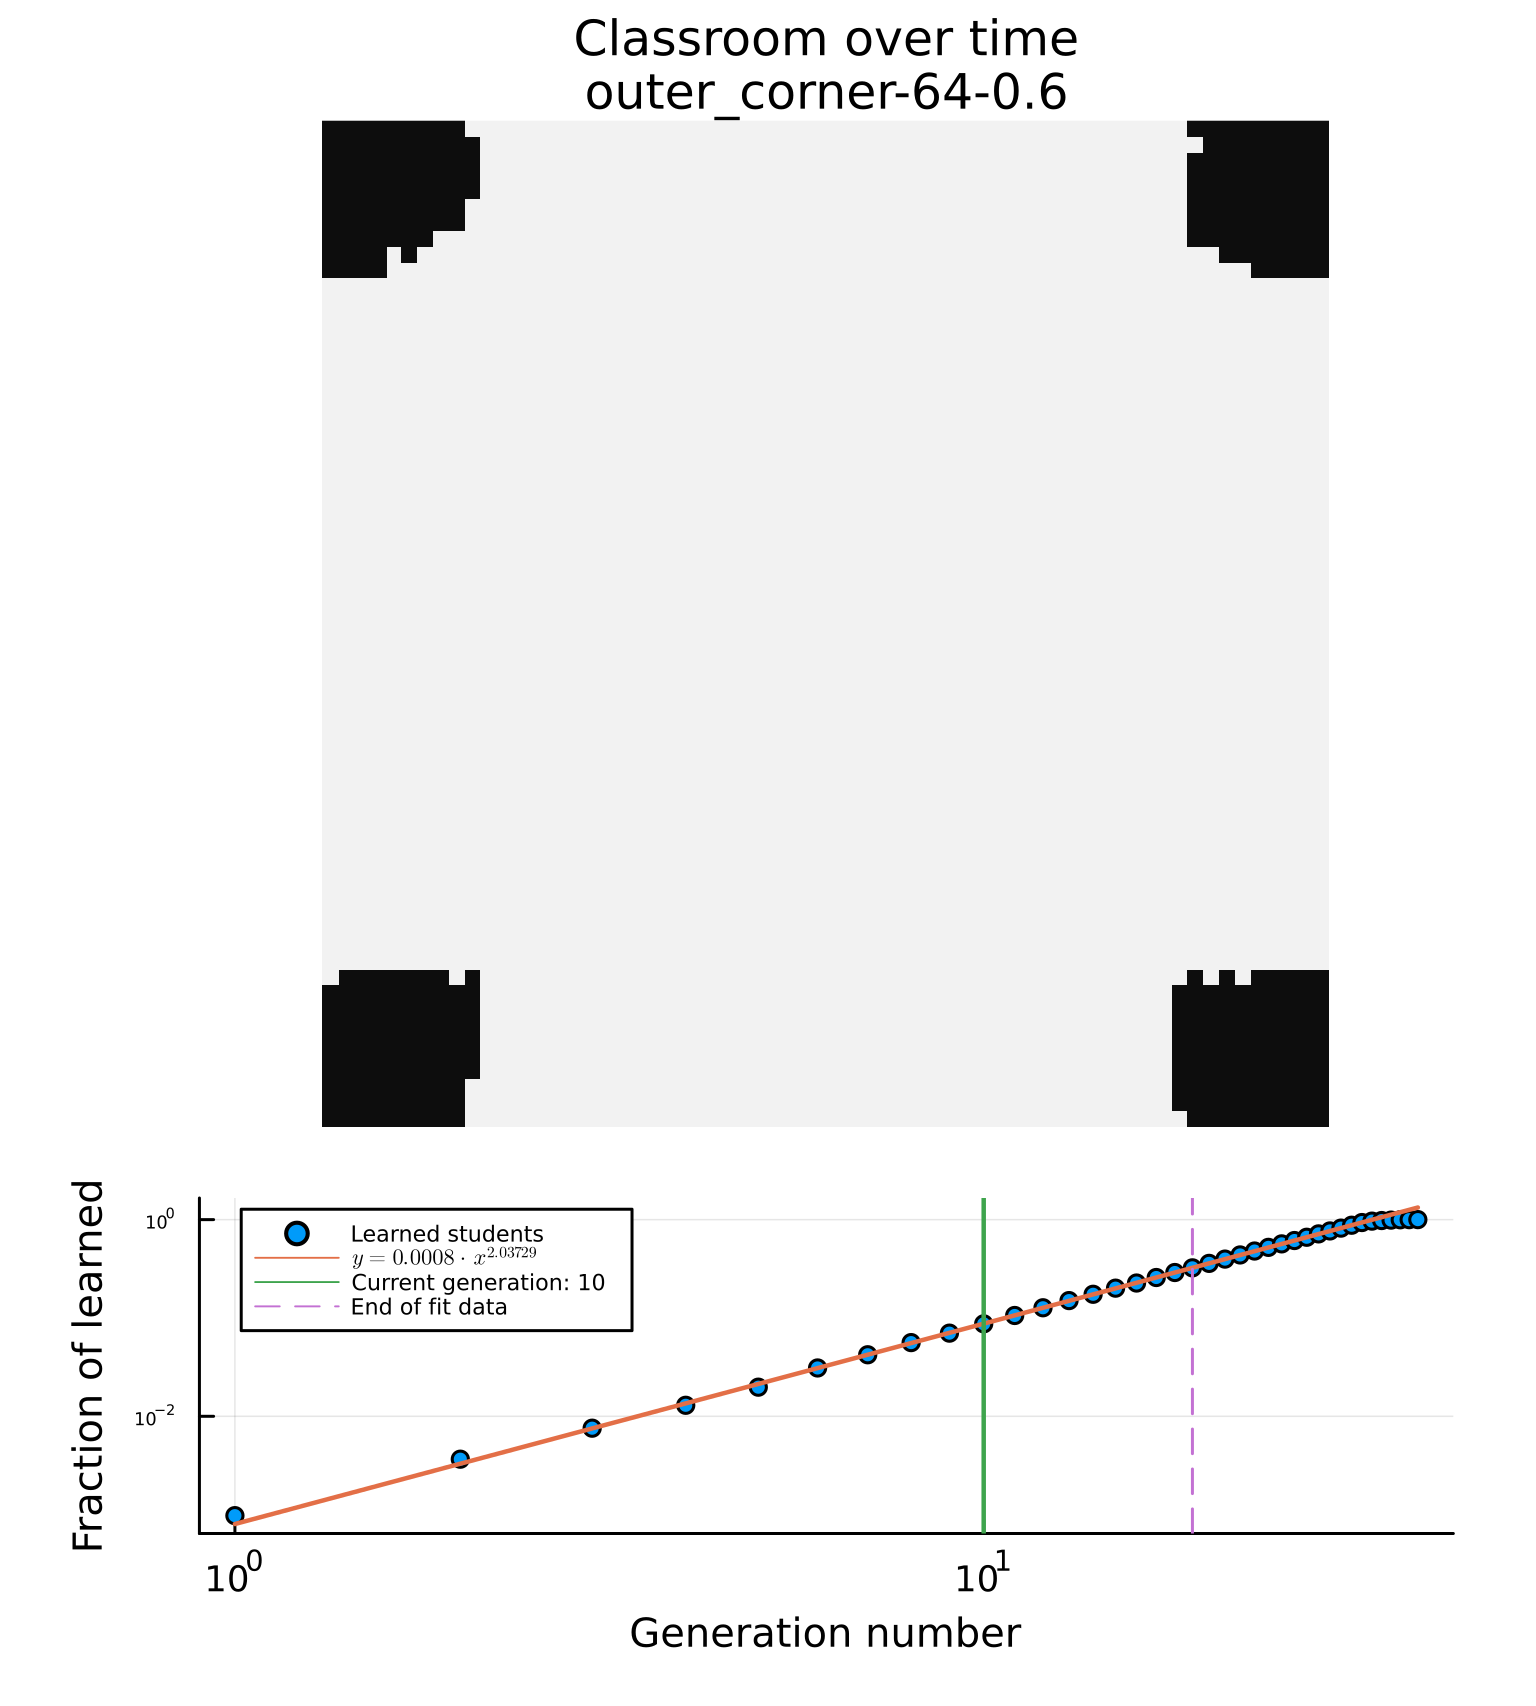 Classroom over time
outer_corner-64-0.6
Fraction of learned
10⁰
10⁻²
Learned students
y = 0.0008 · x^2.03729
Current generation: 10
End of fit data
10⁰ 10¹
Generation number